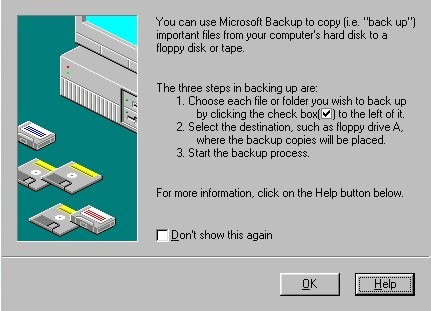 You can use Microsoft Backup to copy (i.e. "back up")
important files from your computer's hard disk to a
floppy disk or tape.
The three steps in backing up are:
1. Choose each file or folder you wish to back up
by clicking the check box(☑) to the left of it.
2. Select the destination, such as floppy drive A,
where the backup copies will be placed.
3. Start the backup process.
For more information, click on the Help button below.
Don't show this again
OK
Help